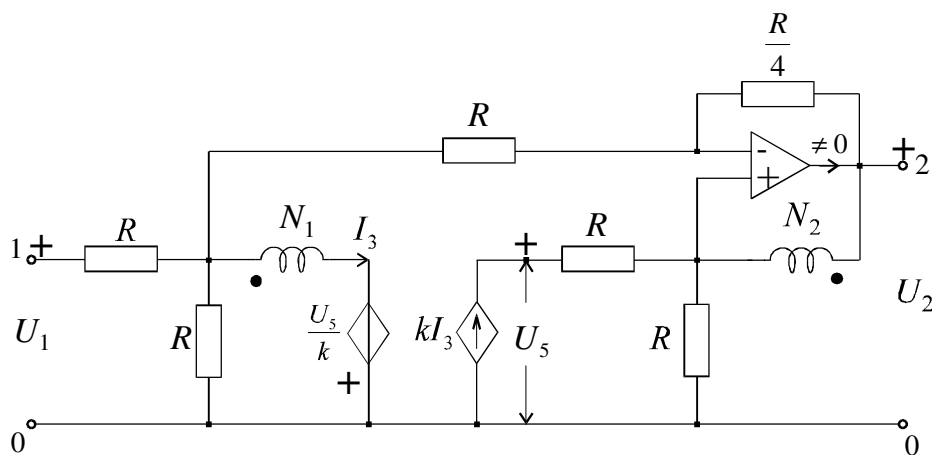 R
4
R
≠0
-
+
+
2
N₁
I₃
R
N₂
1
+
R
+
U₁
R
U₅
k
+
kI₃
U₅
R
U₂
0
0